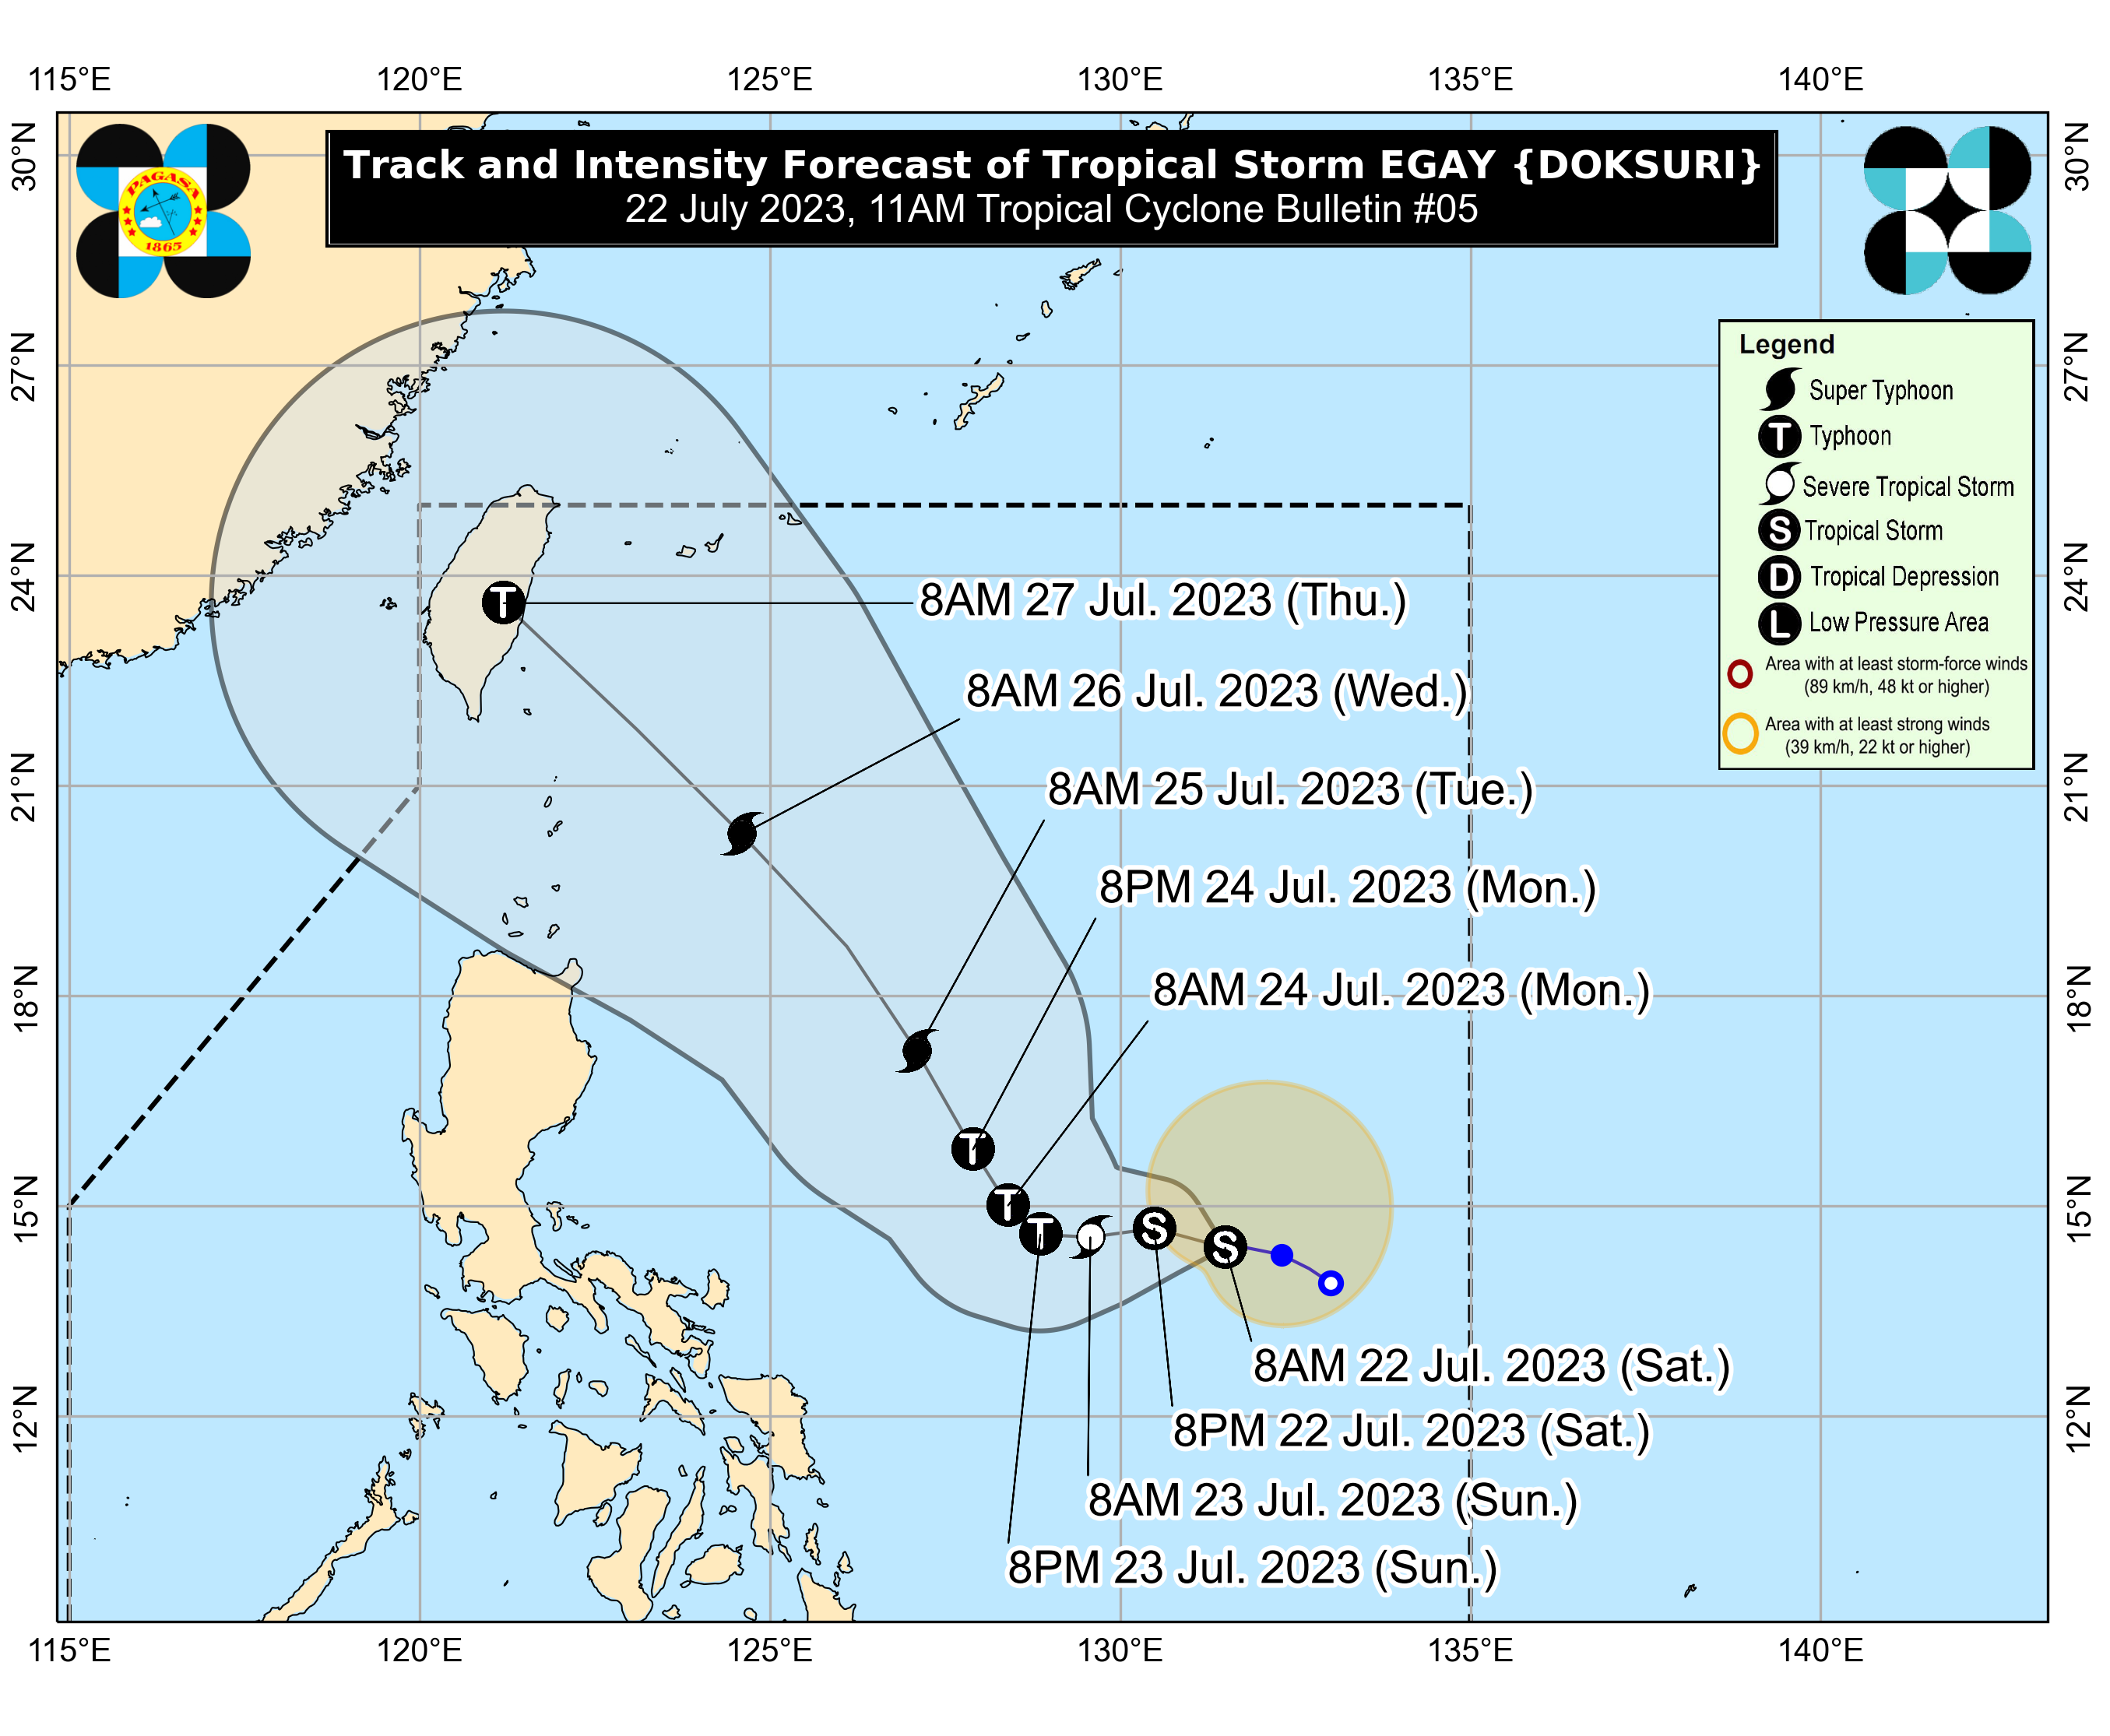 115°E 120°E 125°E 130°E 135°E 140°E
30°N 30°N
PAGASA
1865
Track and Intensity Forecast of Tropical Storm EGAY {DOKSURI}
22 July 2023, 11AM Tropical Cyclone Bulletin #05
Legend
Super Typhoon
T Typhoon
Severe Tropical Storm
S Tropical Storm
D Tropical Depression
L Low Pressure Area
Area with at least storm-force winds
(89 km/h, 48 kt or higher)
Area with at least strong winds
(39 km/h, 22 kt or higher)
27°N 27°N
24°N 24°N
T 8AM 27 Jul. 2023 (Thu.)
8AM 26 Jul. 2023 (Wed.)
21°N 21°N
8AM 25 Jul. 2023 (Tue.)
8PM 24 Jul. 2023 (Mon.)
18°N 18°N
8AM 24 Jul. 2023 (Mon.)
T
15°N 15°N
T
T S S
8AM 22 Jul. 2023 (Sat.)
12°N 12°N
8PM 22 Jul. 2023 (Sat.)
8AM 23 Jul. 2023 (Sun.)
8PM 23 Jul. 2023 (Sun.)
115°E 120°E 125°E 130°E 135°E 140°E